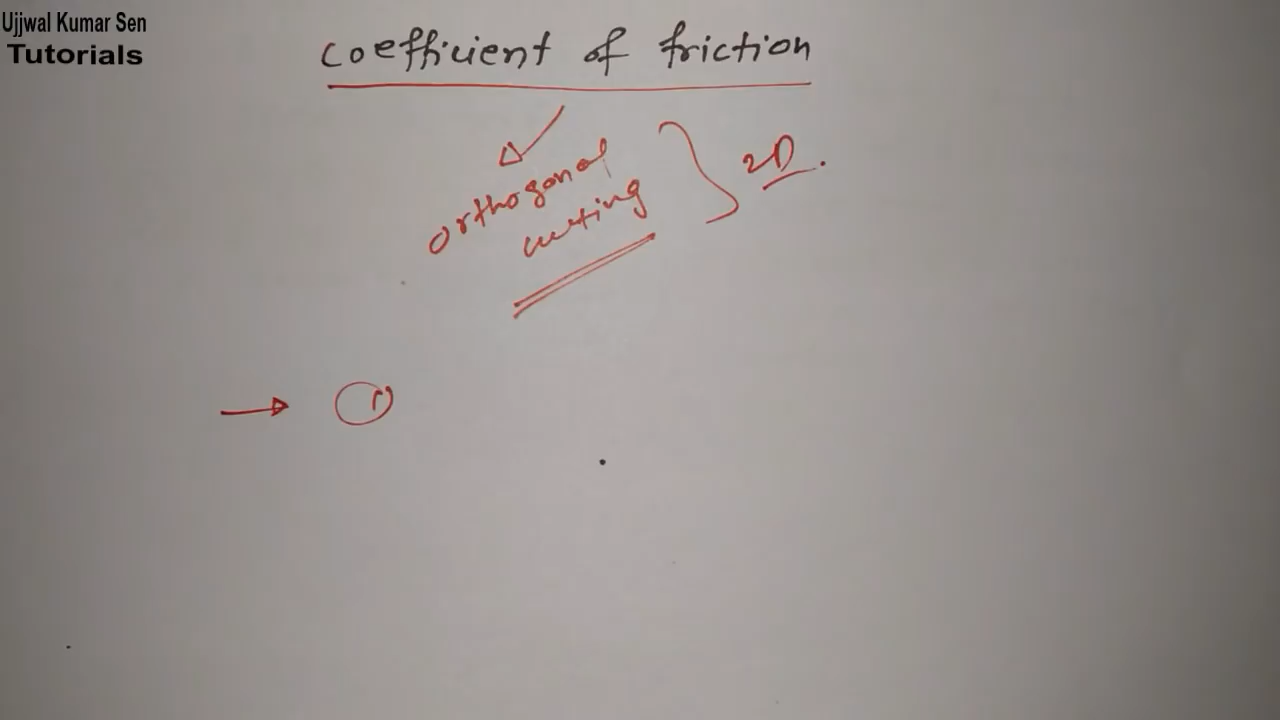 Ujjwal Kumar Sen
Tutorials
coefficient of friction
orthogonal
cutting
2D.
1